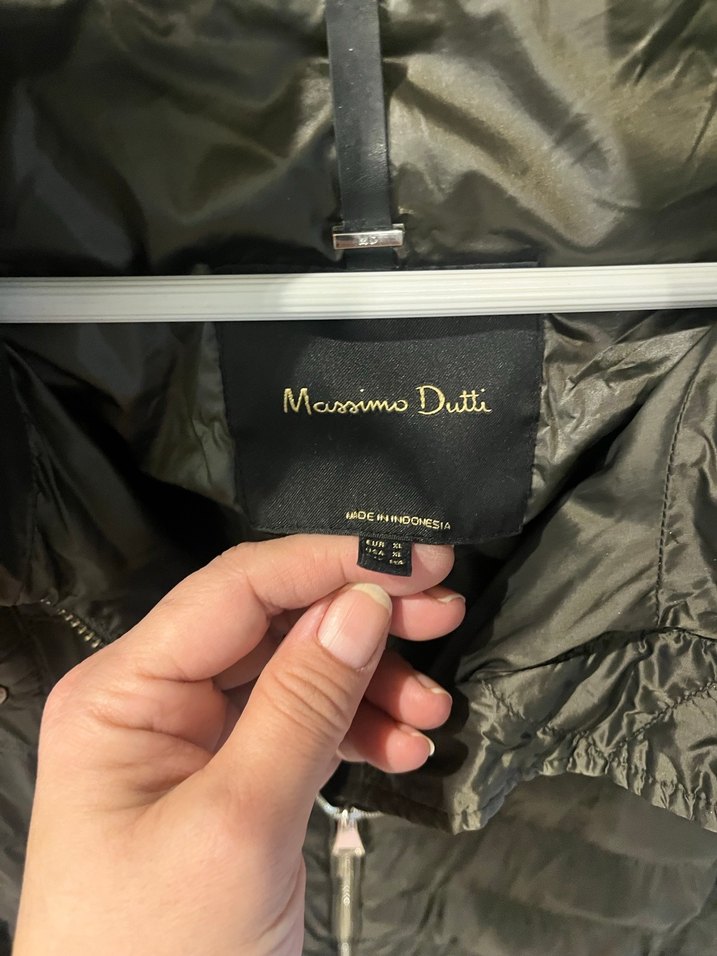 Massimo Dutti
MADE IN INDONESIA
EUR XL
USA XL